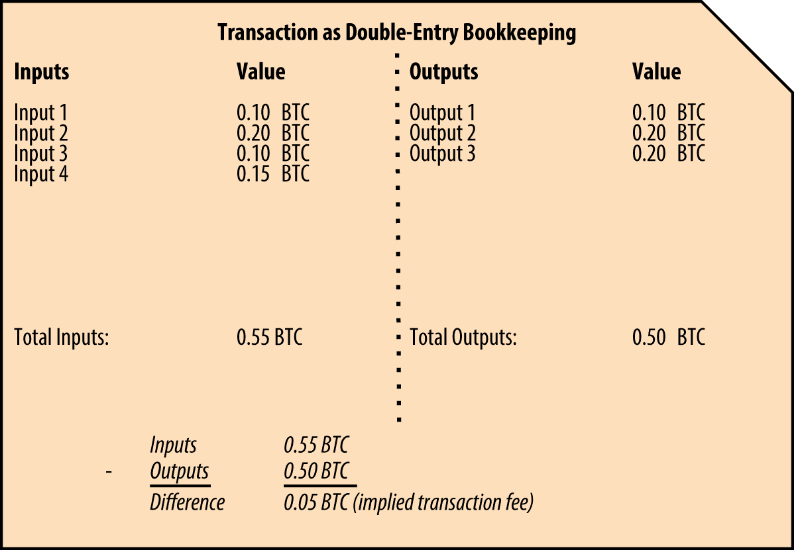 Transaction as Double-Entry Bookkeeping
Inputs Value Outputs Value
Input 1 0.10 BTC Output 1 0.10 BTC
Input 2 0.20 BTC Output 2 0.20 BTC
Input 3 0.10 BTC Output 3 0.20 BTC
Input 4 0.15 BTC
Total Inputs: 0.55 BTC Total Outputs: 0.50 BTC
Inputs 0.55 BTC
- Outputs 0.50 BTC
Difference 0.05 BTC (implied transaction fee)